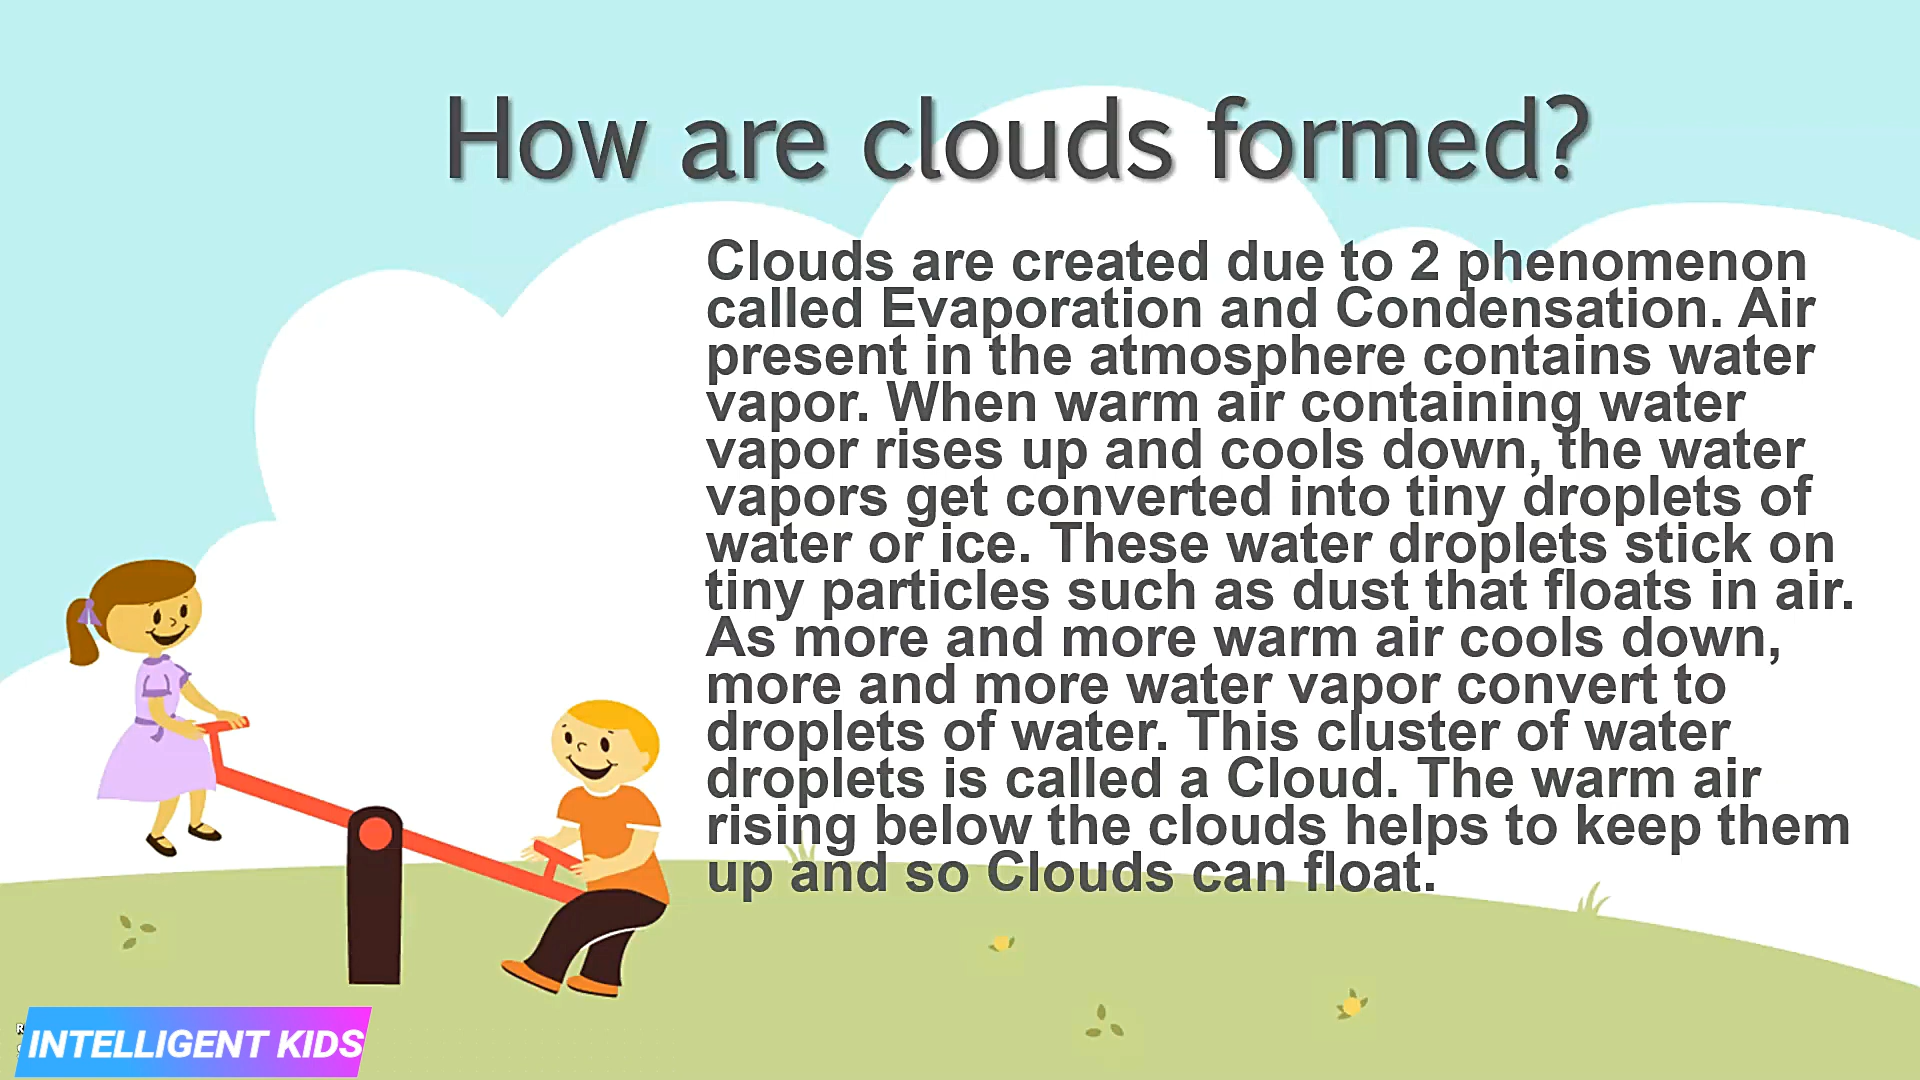 How are clouds formed?
Clouds are created due to 2 phenomenon
called Evaporation and Condensation. Air
present in the atmosphere contains water
vapor. When warm air containing water
vapor rises up and cools down, the water
vapors get converted into tiny droplets of
water or ice. These water droplets stick on
tiny particles such as dust that floats in air.
As more and more warm air cools down,
more and more water vapor convert to
droplets of water. This cluster of water
droplets is called a Cloud. The warm air
rising below the clouds helps to keep them
up and so Clouds can float.
INTELLIGENT KIDS